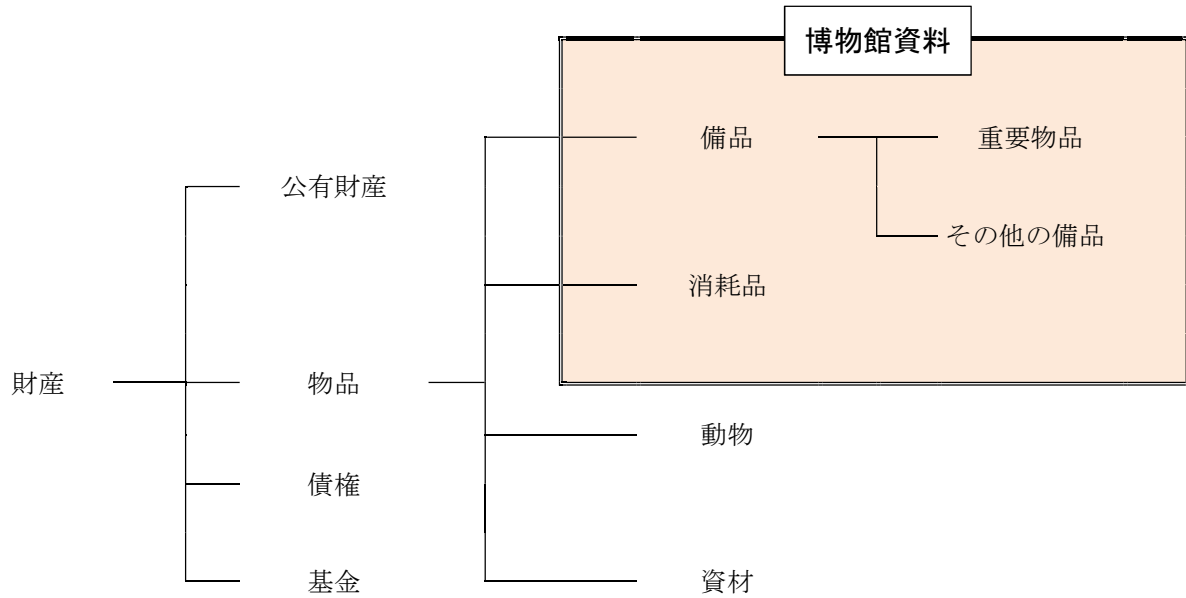 博物館資料
備品
重要物品
公有財産
その他の備品
消耗品
財産
物品
動物
債権
基金
資材